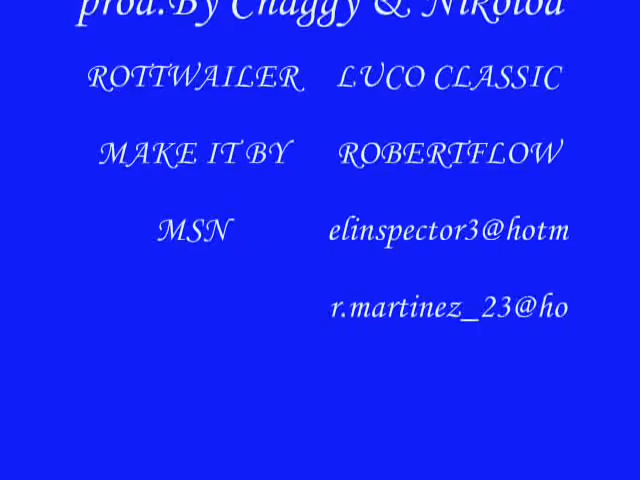 prod.By Chaggy & Nikolod
ROTTWAILER LUCO CLASSIC
MAKE IT BY ROBERTFLOW
MSN elinspector3@hotm
r.martinez_23@ho